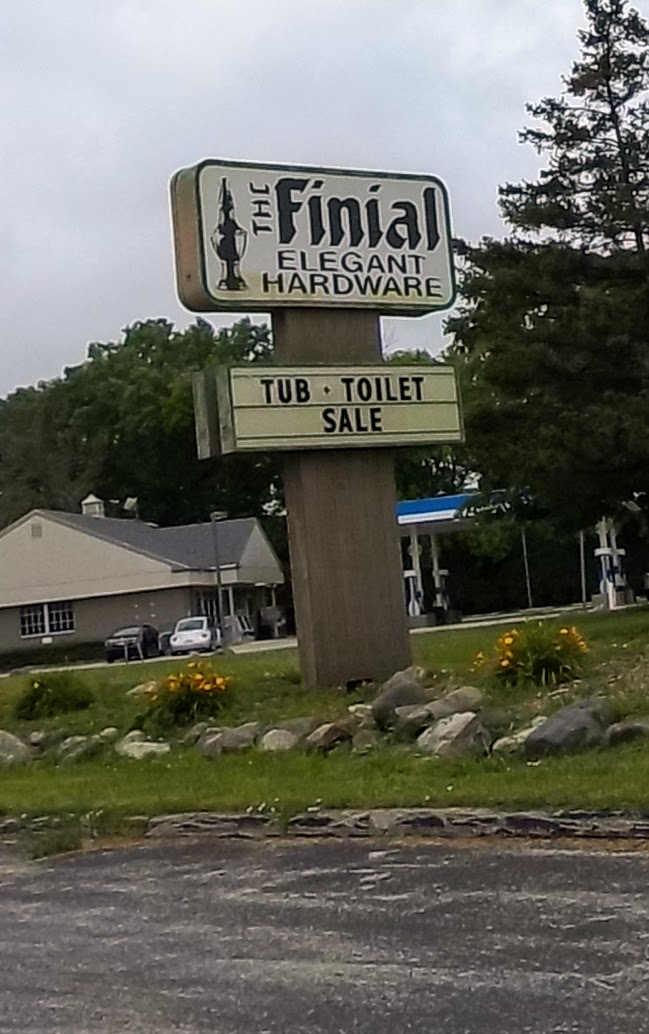 THE Finial
ELEGANT
HARDWARE
TUB + TOILET
SALE